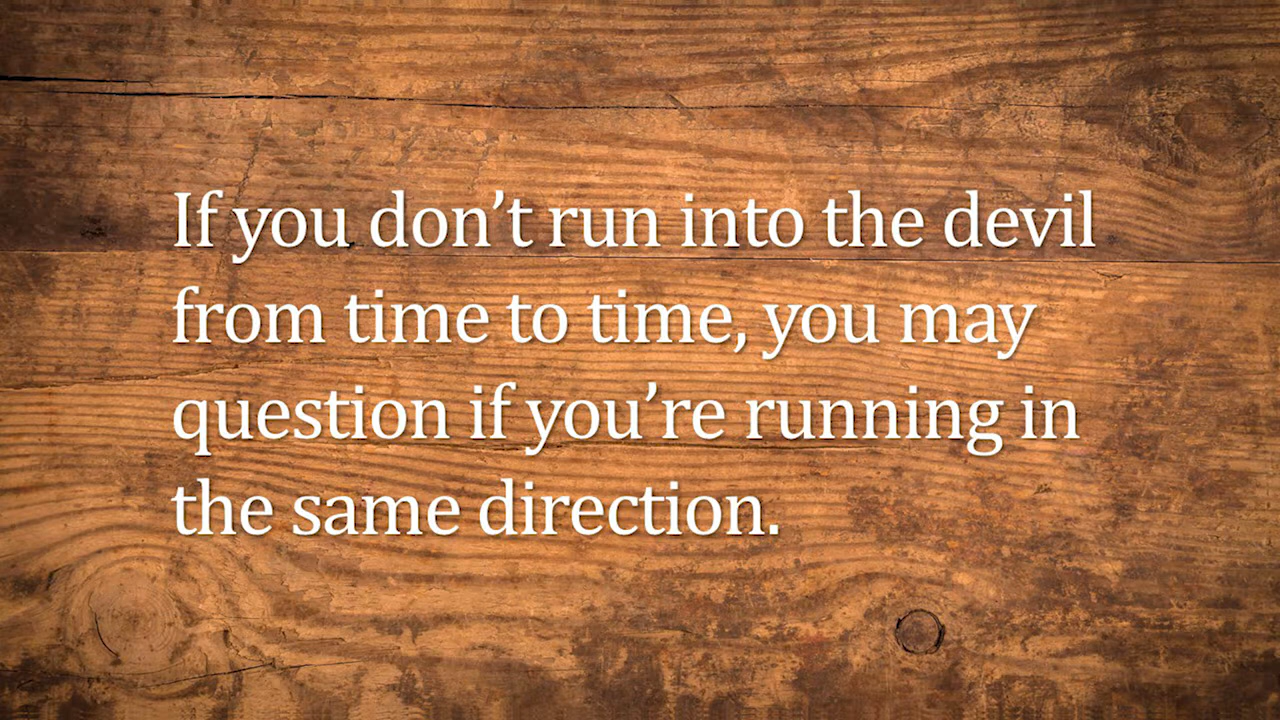 If you don’t run into the devil
from time to time, you may
question if you’re running in
the same direction.